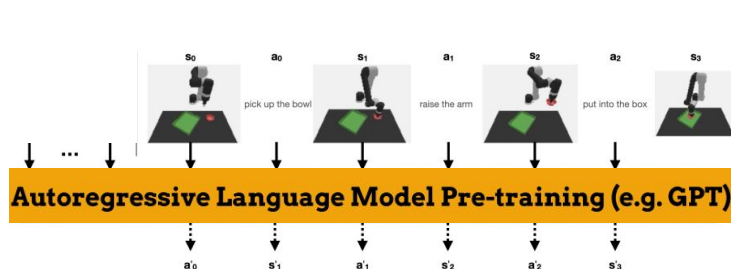 s0 a0 s1 a1 s2 a2 s3
pick up the bowl raise the arm put into the box
...
Autoregressive Language Model Pre-training (e.g. GPT)
a'0 s'1 a'1 s'2 a'2 s'3